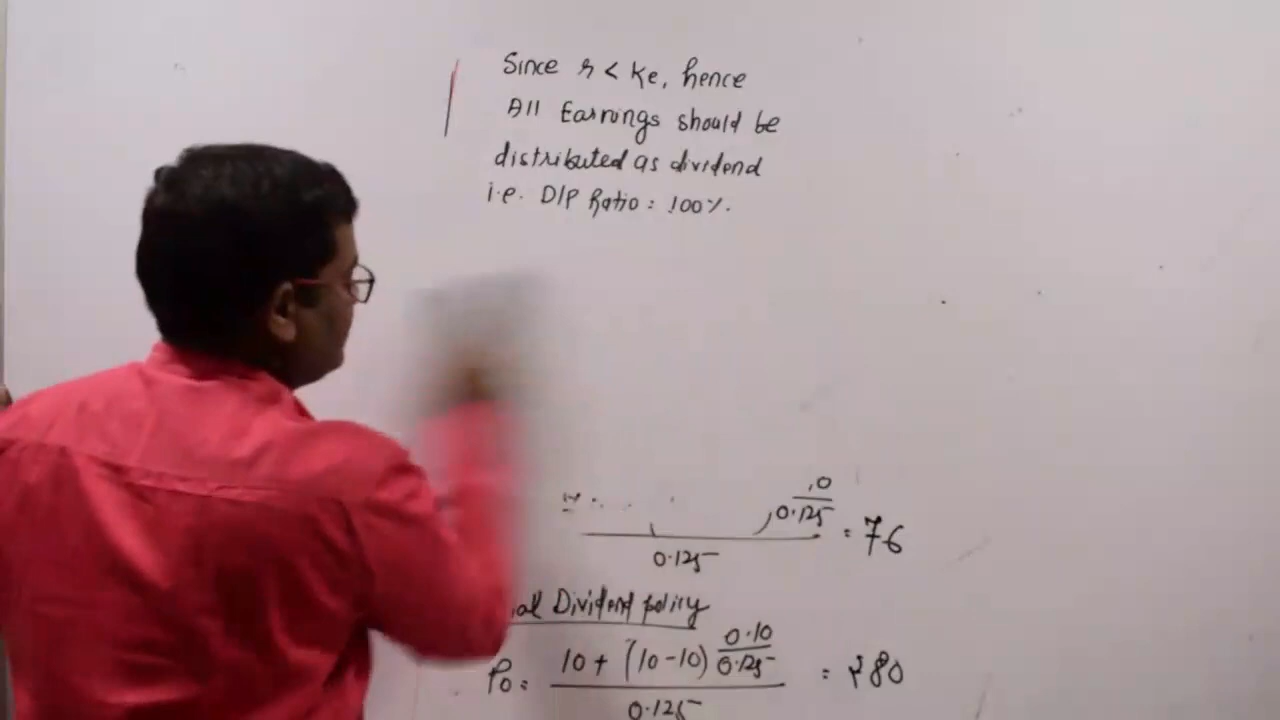 Since r < Ke, hence
All Earnings should be
distributed as dividend
i.e. D/P Ratio = 100%.
0.125
= 76
0.125
Dividend policy
P0 = 10 + (10-10) 0.10 / 0.125 = ₹80
0.125